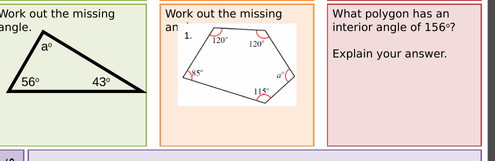 Work out the missing
angle.
a°
56°
43°
Work out the missing
an
1.
120°
120°
85°
a°
115°
What polygon has an
interior angle of 156°?
Explain your answer.